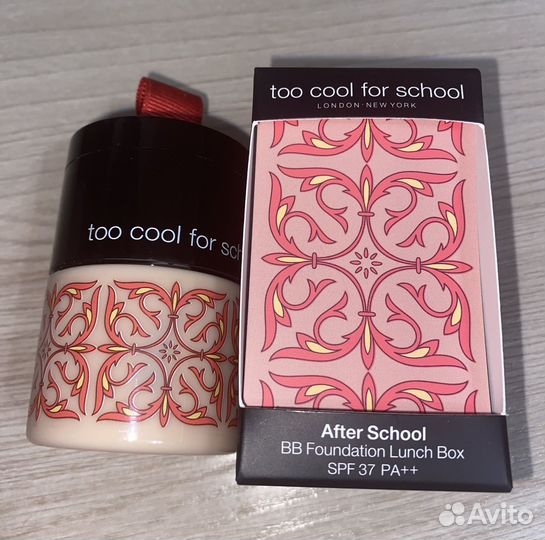 too cool for sch
too cool for school
LONDON · NEW YORK
After School
BB Foundation Lunch Box
SPF 37 PA++
Avito